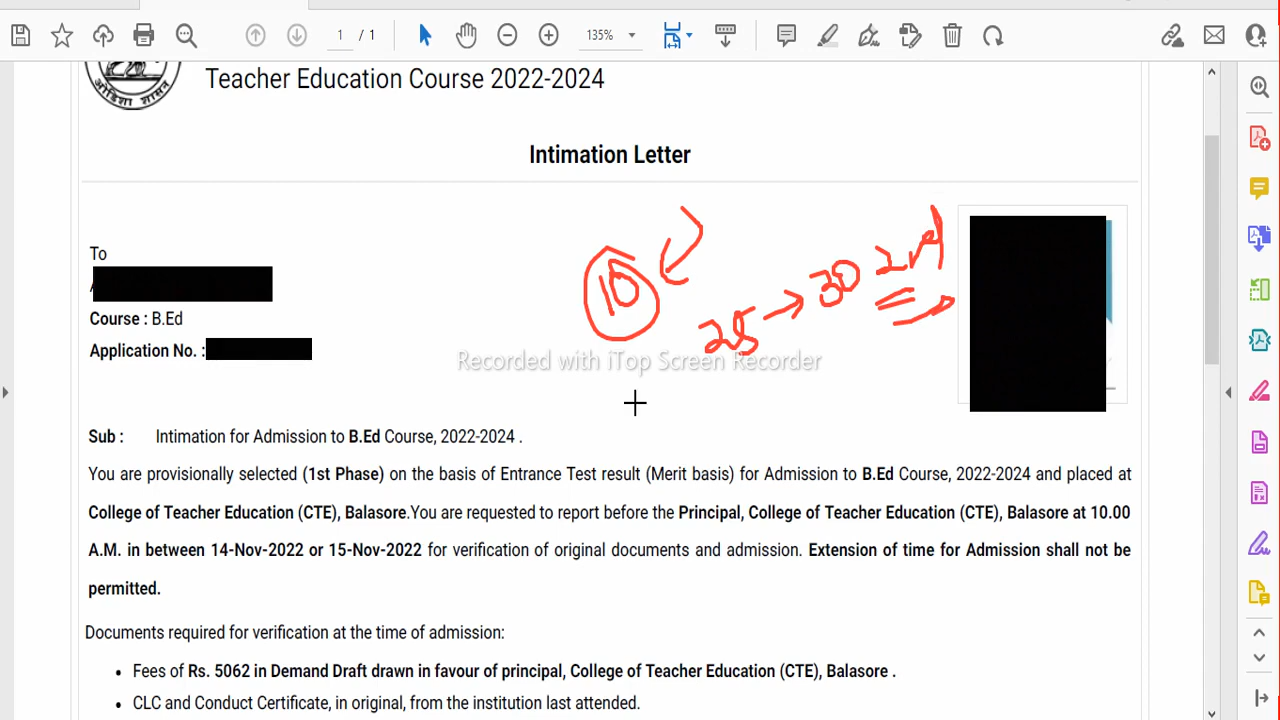 1 / 1
135%
ଓଡ଼ିଶା ଶାସନ
Teacher Education Course 2022-2024
Intimation Letter
To
Course : B.Ed
Application No. :
10
25 → 30 2nd
Recorded with iTop Screen Recorder
Sub : Intimation for Admission to B.Ed Course, 2022-2024 .
You are provisionally selected (1st Phase) on the basis of Entrance Test result (Merit basis) for Admission to B.Ed Course, 2022-2024 and placed at
College of Teacher Education (CTE), Balasore.You are requested to report before the Principal, College of Teacher Education (CTE), Balasore at 10.00
A.M. in between 14-Nov-2022 or 15-Nov-2022 for verification of original documents and admission. Extension of time for Admission shall not be
permitted.
Documents required for verification at the time of admission:
• Fees of Rs. 5062 in Demand Draft drawn in favour of principal, College of Teacher Education (CTE), Balasore .
• CLC and Conduct Certificate, in original, from the institution last attended.